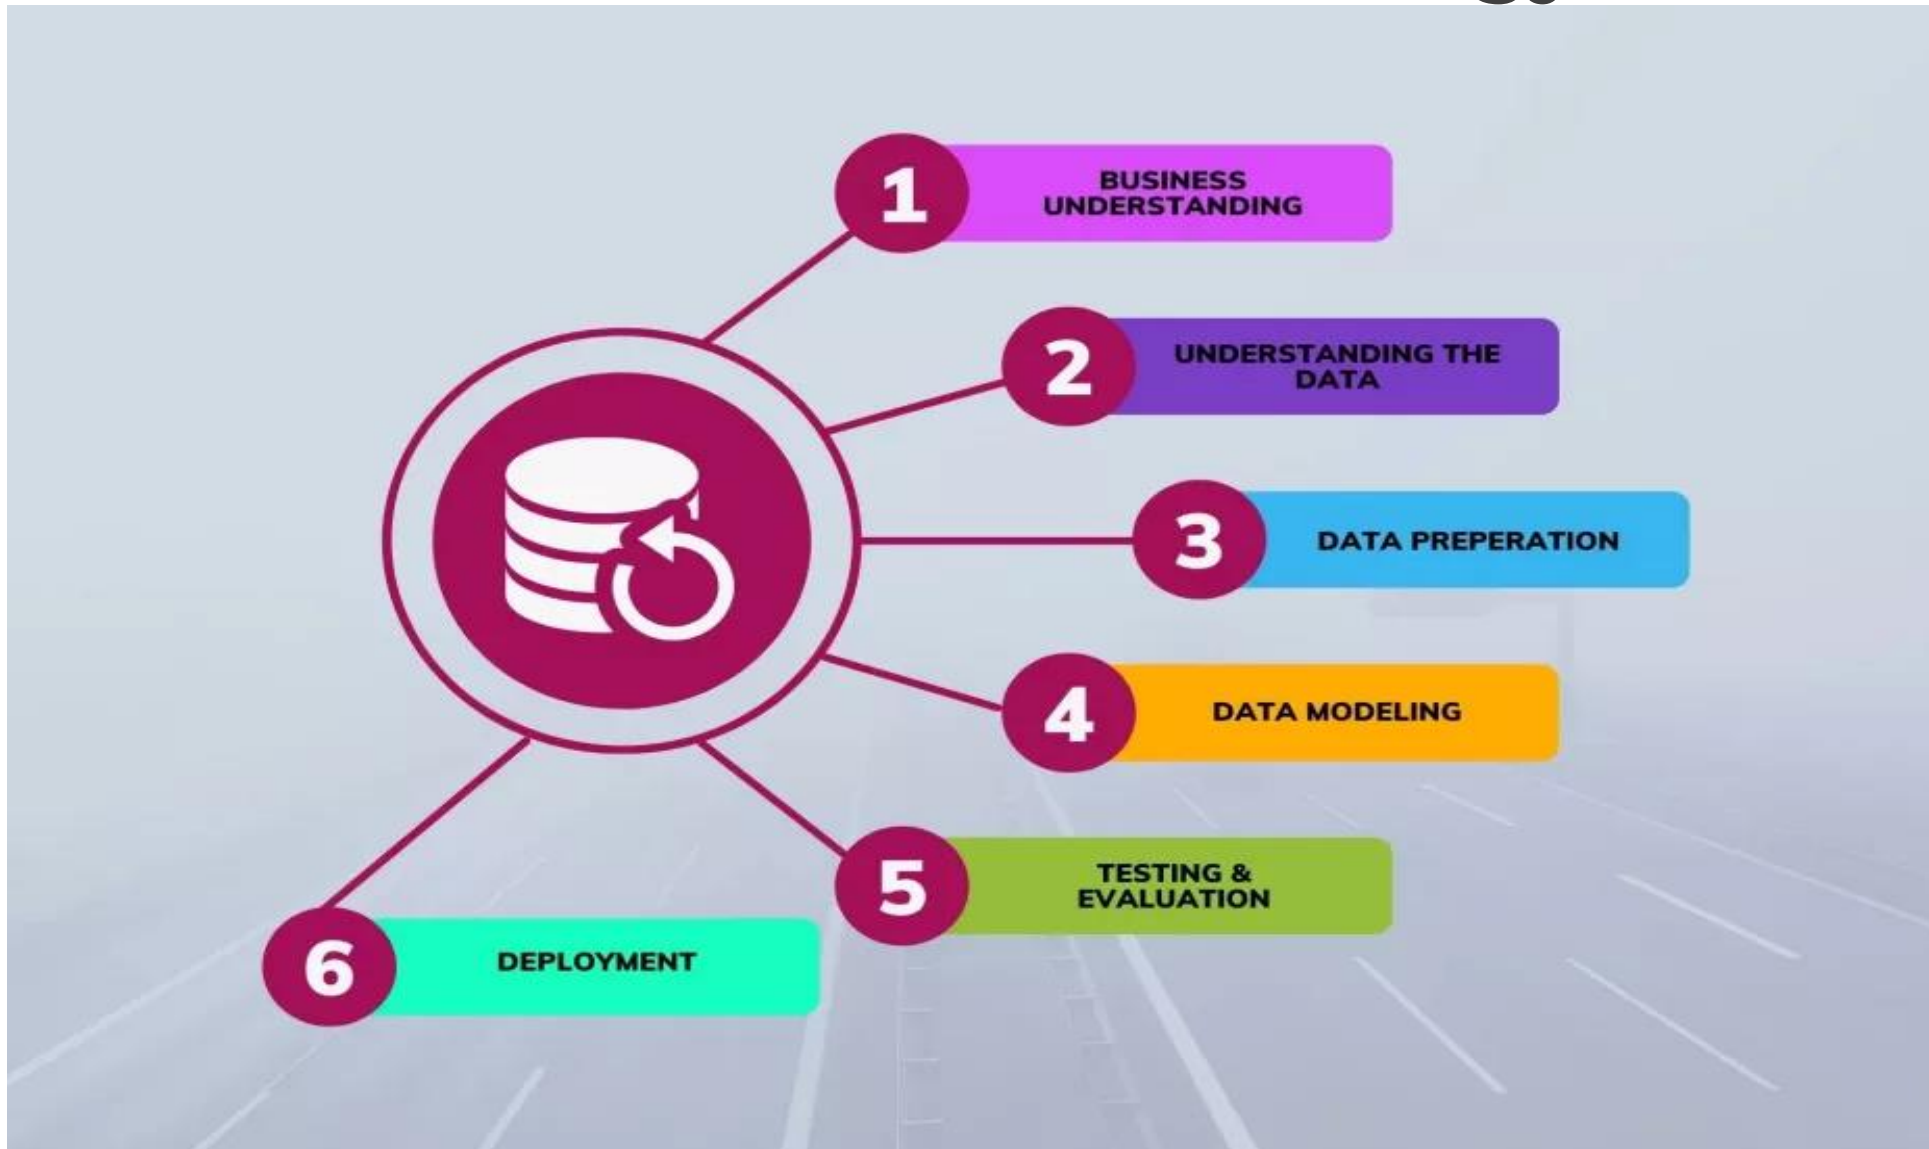 1
BUSINESS
UNDERSTANDING
2
UNDERSTANDING THE
DATA
3
DATA PREPERATION
4
DATA MODELING
5
TESTING &
EVALUATION
6
DEPLOYMENT